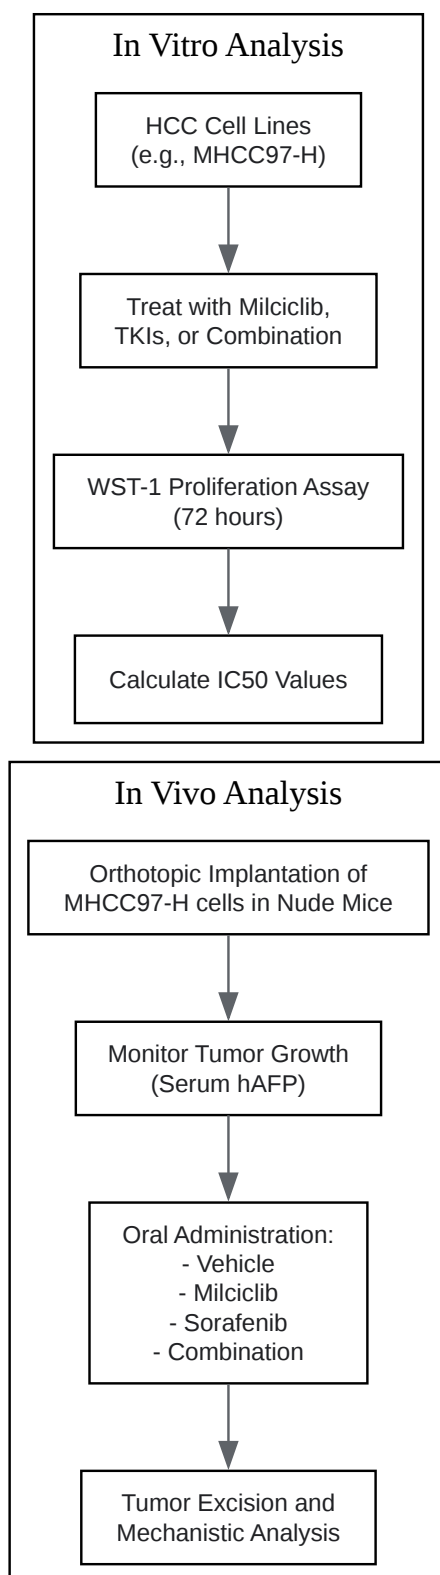 In Vitro Analysis
HCC Cell Lines
(e.g., MHCC97-H)
Treat with Milciclib,
TKIs, or Combination
WST-1 Proliferation Assay
(72 hours)
Calculate IC50 Values
In Vivo Analysis
Orthotopic Implantation of
MHCC97-H cells in Nude Mice
Monitor Tumor Growth
(Serum hAFP)
Oral Administration:
- Vehicle
- Milciclib
- Sorafenib
- Combination
Tumor Excision and
Mechanistic Analysis